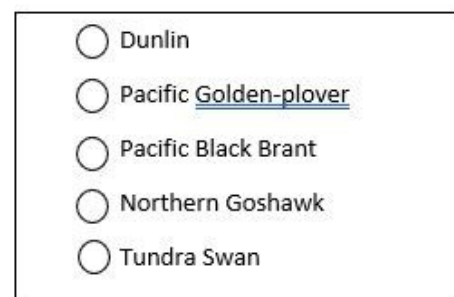 Dunlin
Pacific Golden-plover
Pacific Black Brant
Northern Goshawk
Tundra Swan